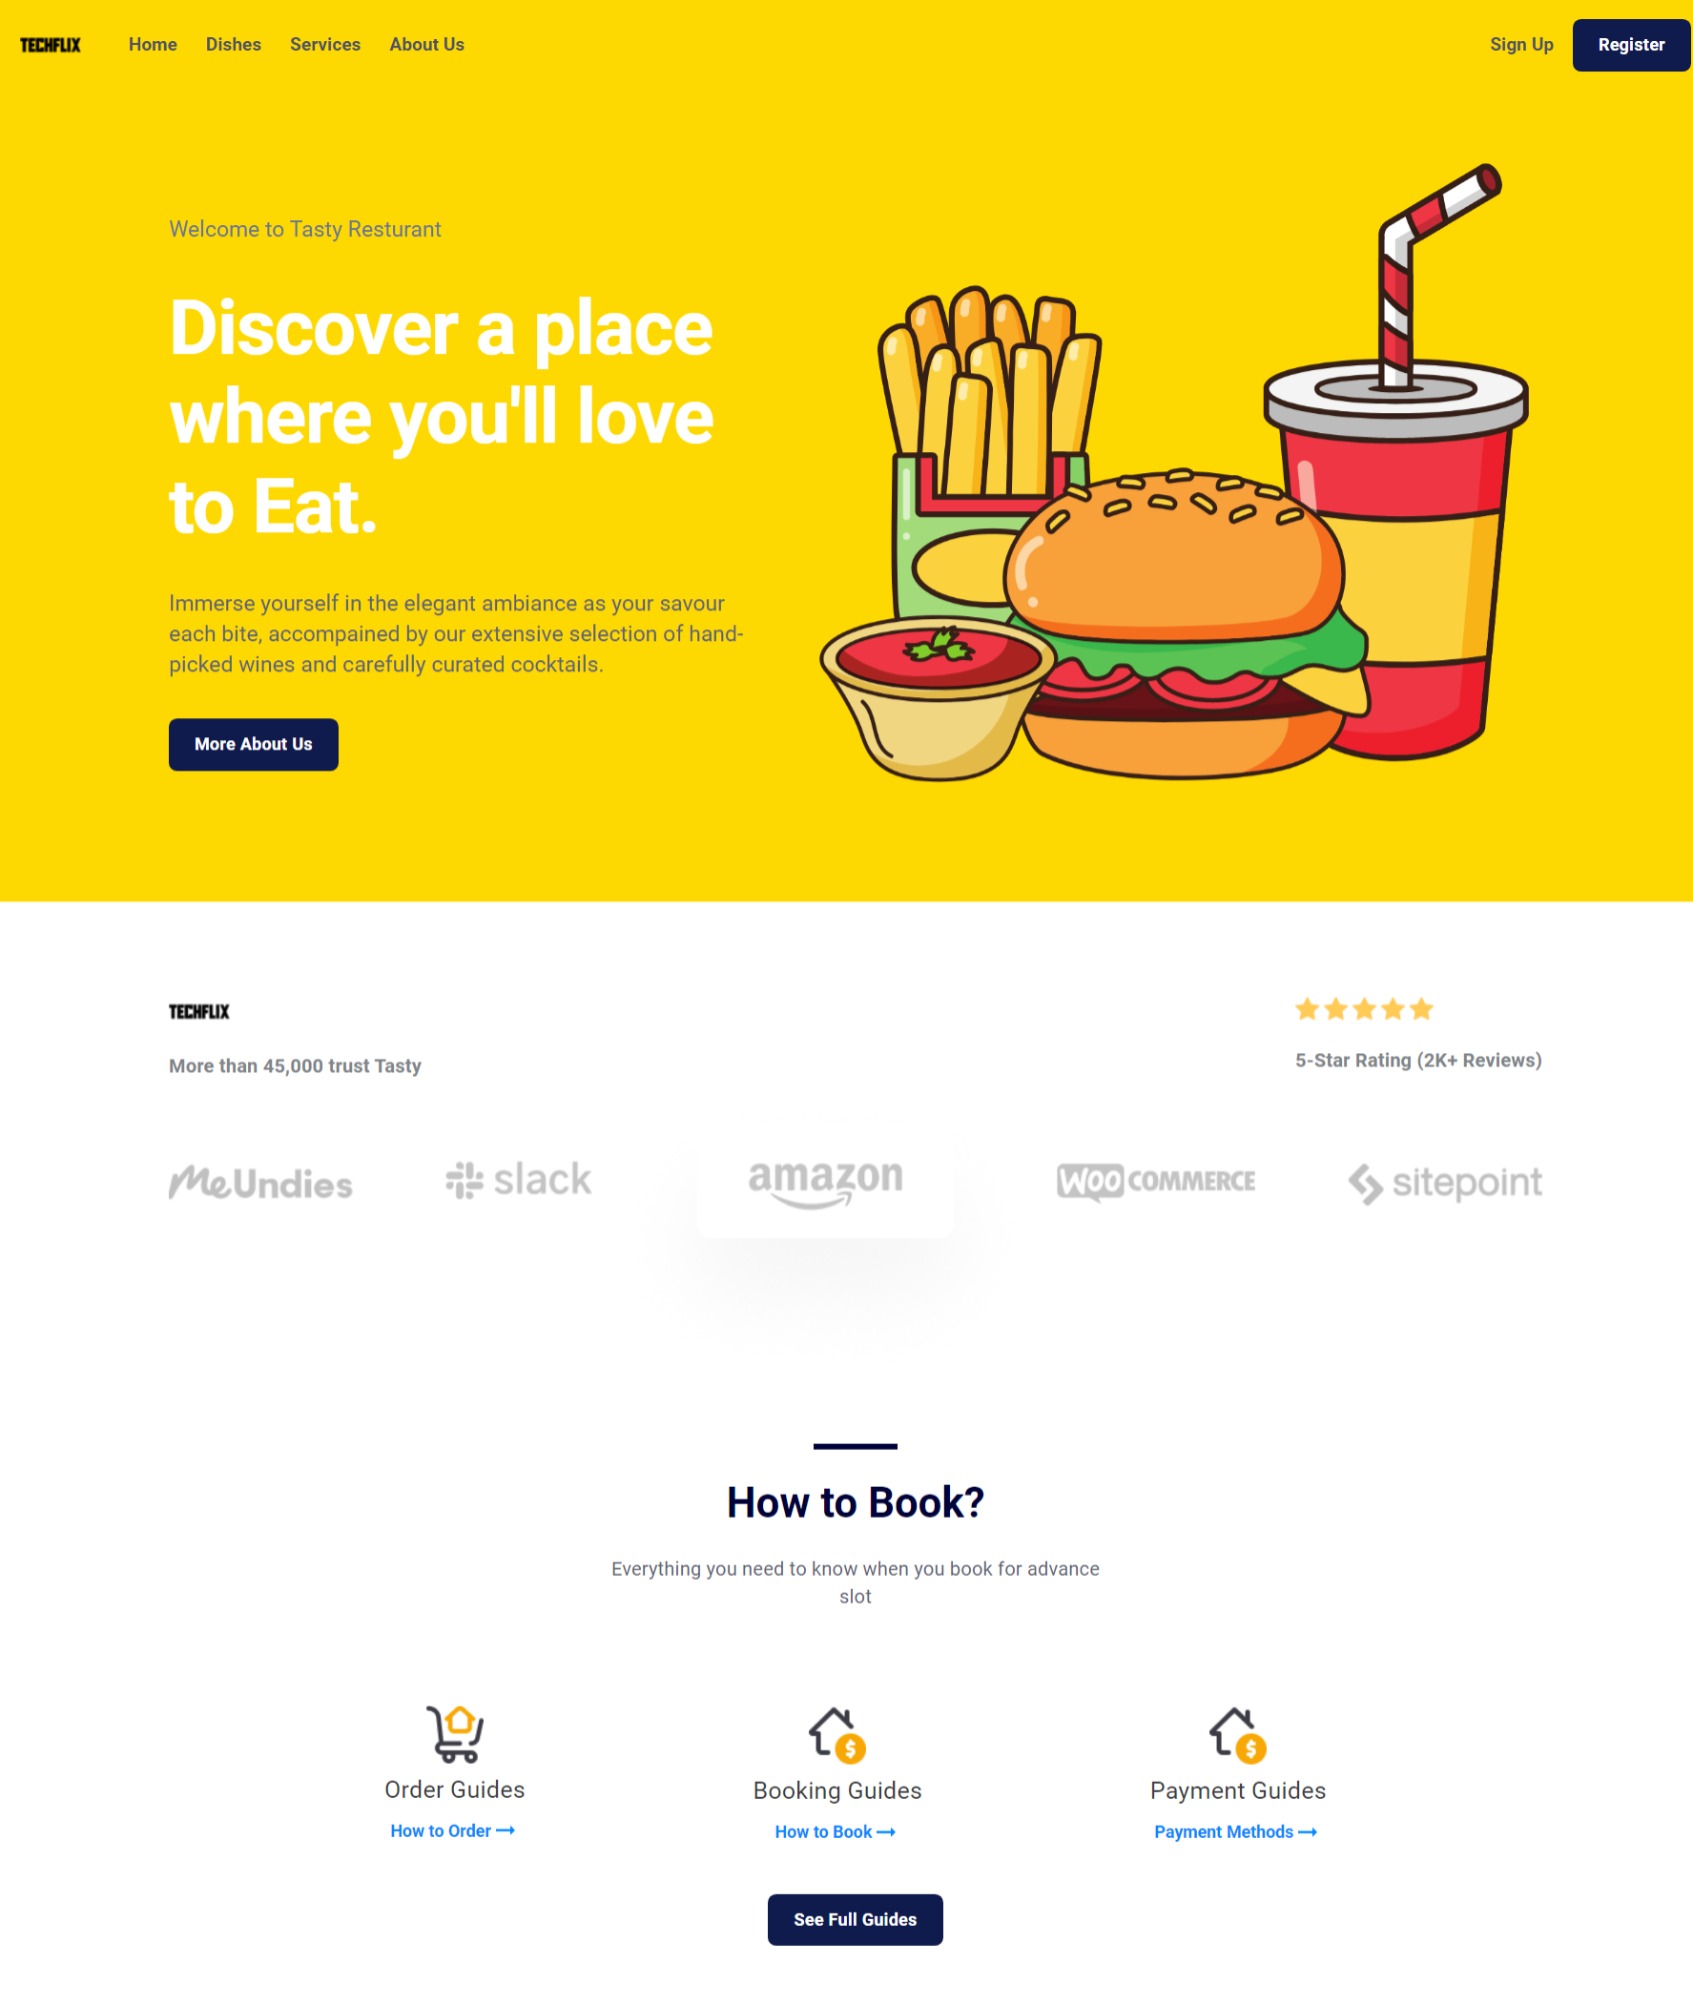 TECHFLIX
Home
Dishes
Services
About Us
Sign Up
Register
Welcome to Tasty Resturant
Discover a place
where you'll love
to Eat.
Immerse yourself in the elegant ambiance as your savour
each bite, accompained by our extensive selection of hand-
picked wines and carefully curated cocktails.
More About Us
TECHFLIX
More than 45,000 trust Tasty
5-Star Rating (2K+ Reviews)
MeUndies
slack
amazon
WOO COMMERCE
sitepoint
How to Book?
Everything you need to know when you book for advance
slot
$
$
Order Guides
Booking Guides
Payment Guides
How to Order →
How to Book →
Payment Methods →
See Full Guides